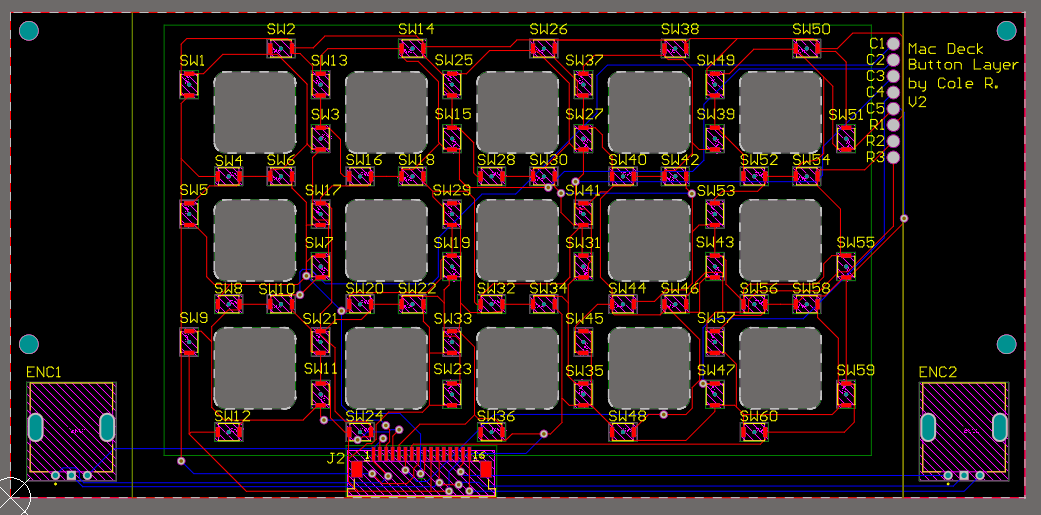 SW2 SW14 SW26 SW38 SW50
C1
Mac Deck
C2
Button Layer
SW1 SW13 SW25 SW37 SW49
C3
by Cole R.
C4
V2
C5
SW3 SW15 SW27 SW39 SW51
R1
R2
R3
SW4 SW6 SW16 SW18 SW28 SW30 SW40 SW42 SW52 SW54
SW5 SW17 SW29 SW41 SW53
SW7 SW19 SW31 SW43 SW55
SW8 SW10 SW20 SW22 SW32 SW34 SW44 SW46 SW56 SW58
SW9 SW21 SW33 SW45 SW57
ENC1 SW11 SW23 SW35 SW47 SW59 ENC2
SW12 SW24 SW36 SW48 SW60
J2 1 16